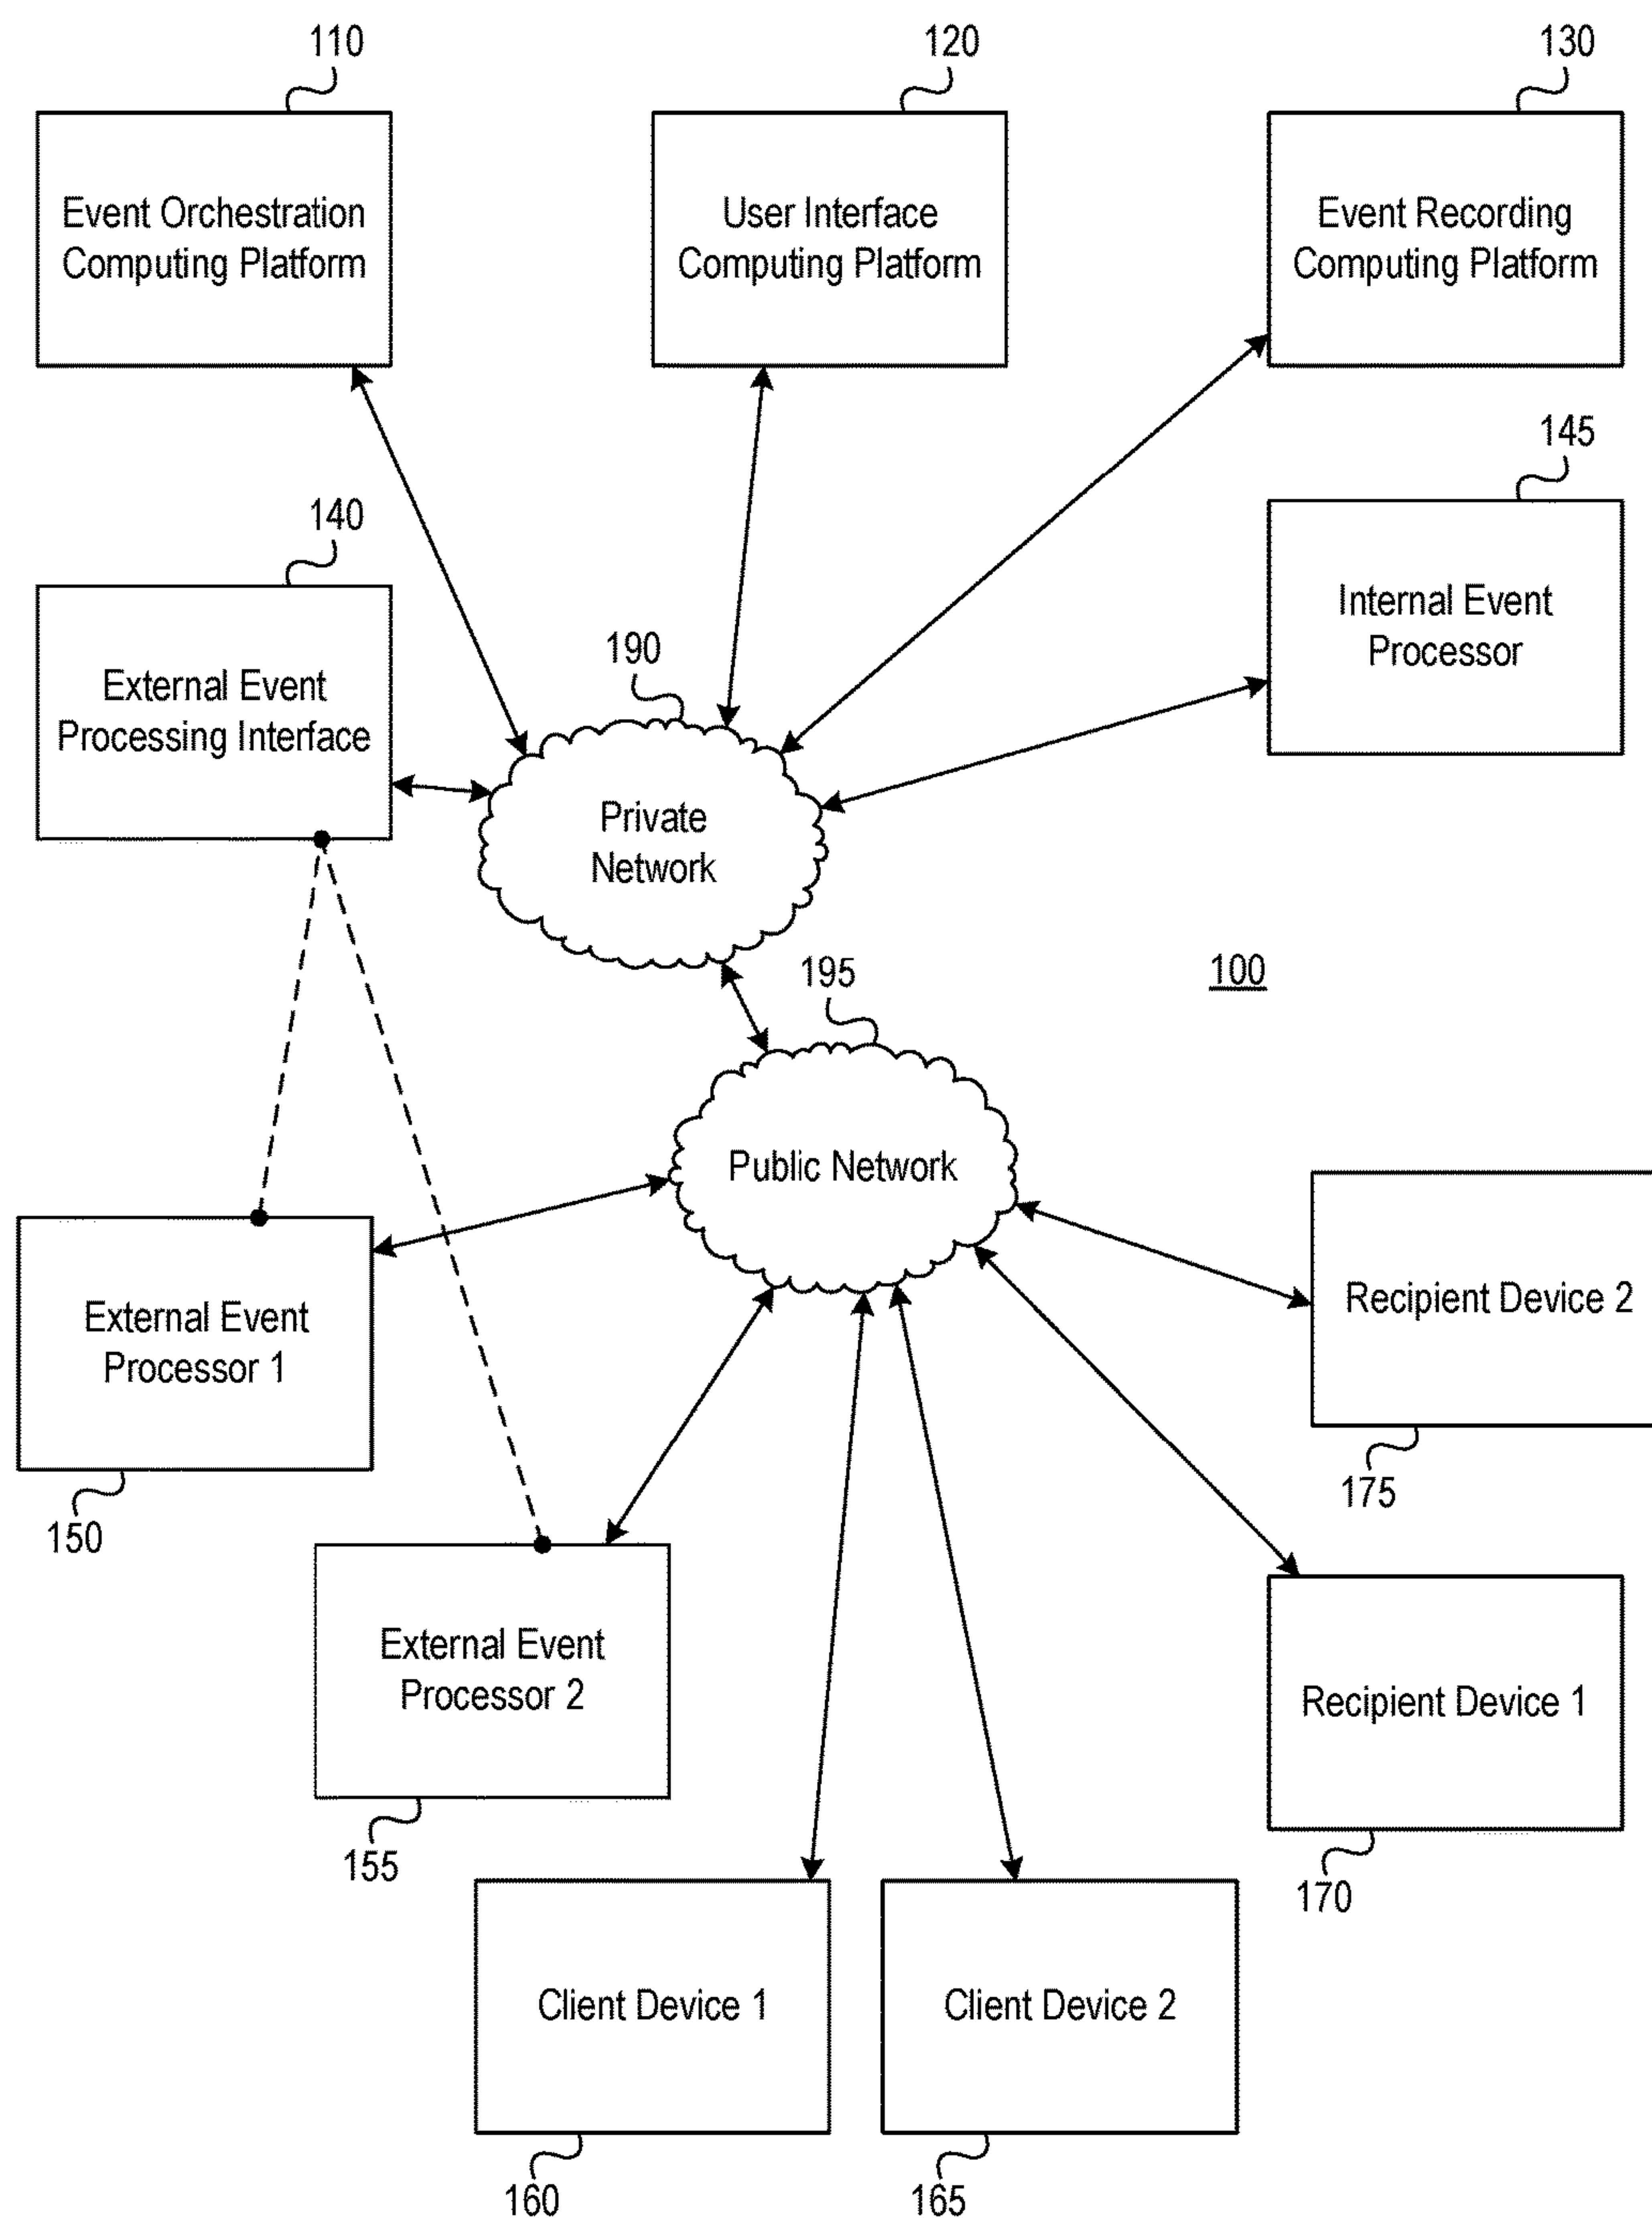 110
120
130
Event Orchestration
Computing Platform
User Interface
Computing Platform
Event Recording
Computing Platform
145
140
Internal Event
Processor
190
External Event
Processing Interface
Private
Network
195
100
Public Network
Recipient Device 2
External Event
Processor 1
175
150
External Event
Processor 2
Recipient Device 1
155
170
Client Device 1
Client Device 2
160
165